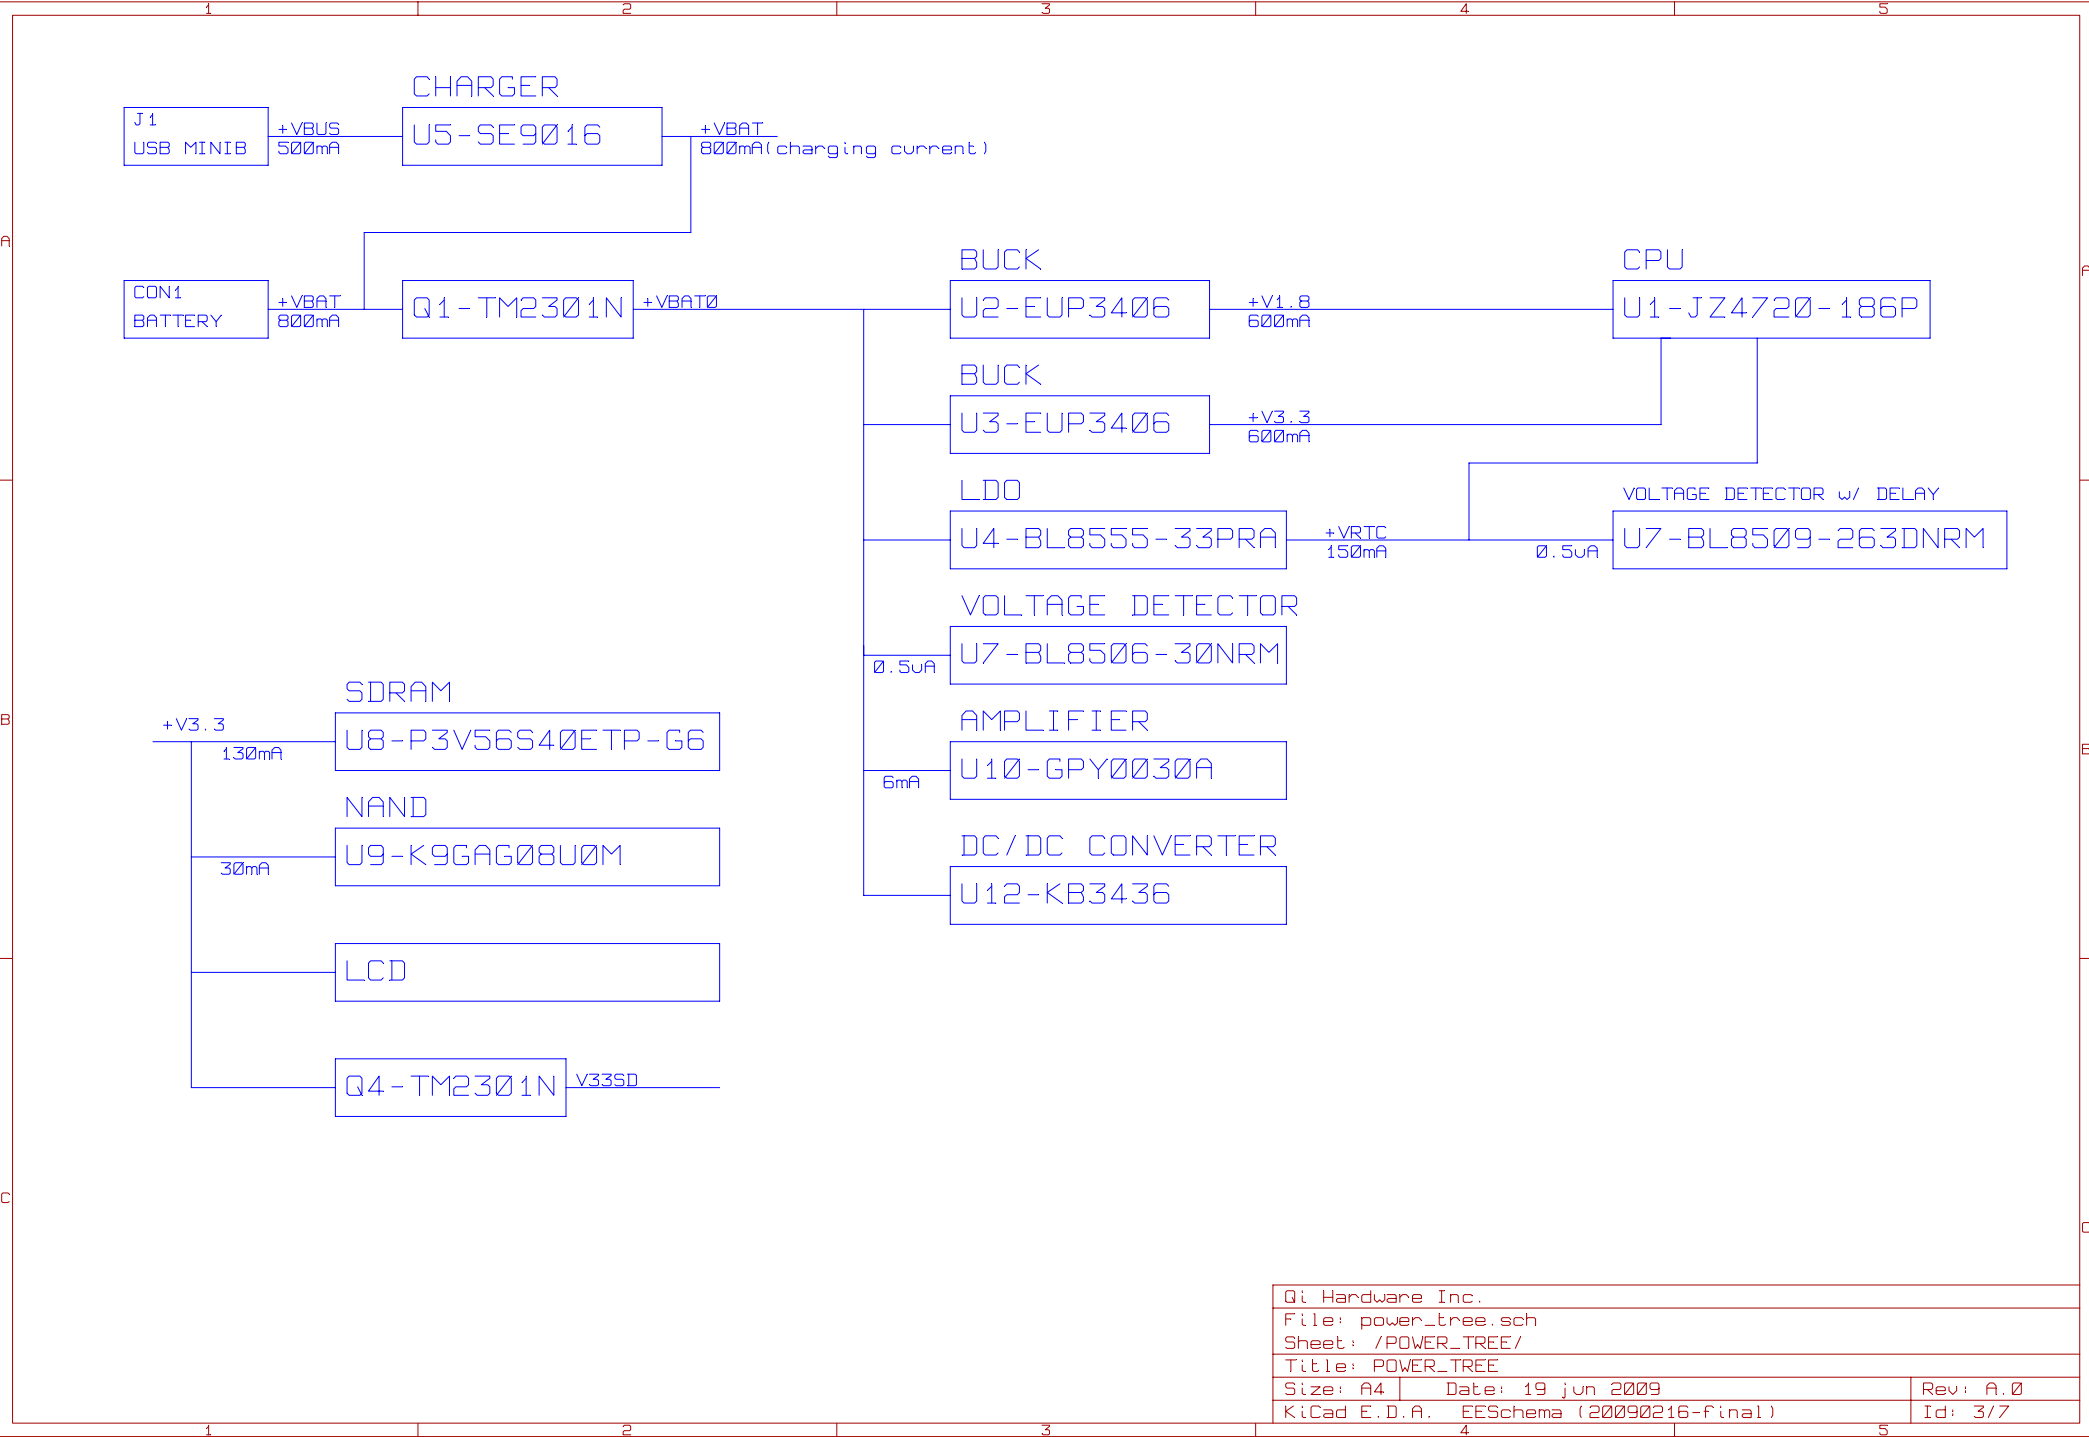 1 2 3 4 5
CHARGER
J1
USB MINIB
+VBUS
500mA
U5-SE9016
+VBAT
800mA(charging current)
A
A
CON1
BATTERY
+VBAT
800mA
Q1-TM2301N
+VBAT0
BUCK
U2-EUP3406
+V1.8
600mA
CPU
U1-JZ4720-186P
BUCK
U3-EUP3406
+V3.3
600mA
LDO
U4-BL8555-33PRA
+VRTC
150mA
VOLTAGE DETECTOR w/ DELAY
0.5uA
U7-BL8509-263DNRM
VOLTAGE DETECTOR
0.5uA
U7-BL8506-30NRM
B
B
SDRAM
+V3.3
130mA
U8-P3V56S40ETP-G6
AMPLIFIER
6mA
U10-GPY0030A
NAND
30mA
U9-K9GAG08U0M
DC/DC CONVERTER
U12-KB3436
LCD
Q4-TM2301N
V33SD
C
C
Qi Hardware Inc.
File: power_tree.sch
Sheet: /POWER_TREE/
Title: POWER_TREE
Size: A4 Date: 19 jun 2009 Rev: A.0
KiCad E.D.A. EESchema (20090216-final) Id: 3/7
1 2 3 4 5